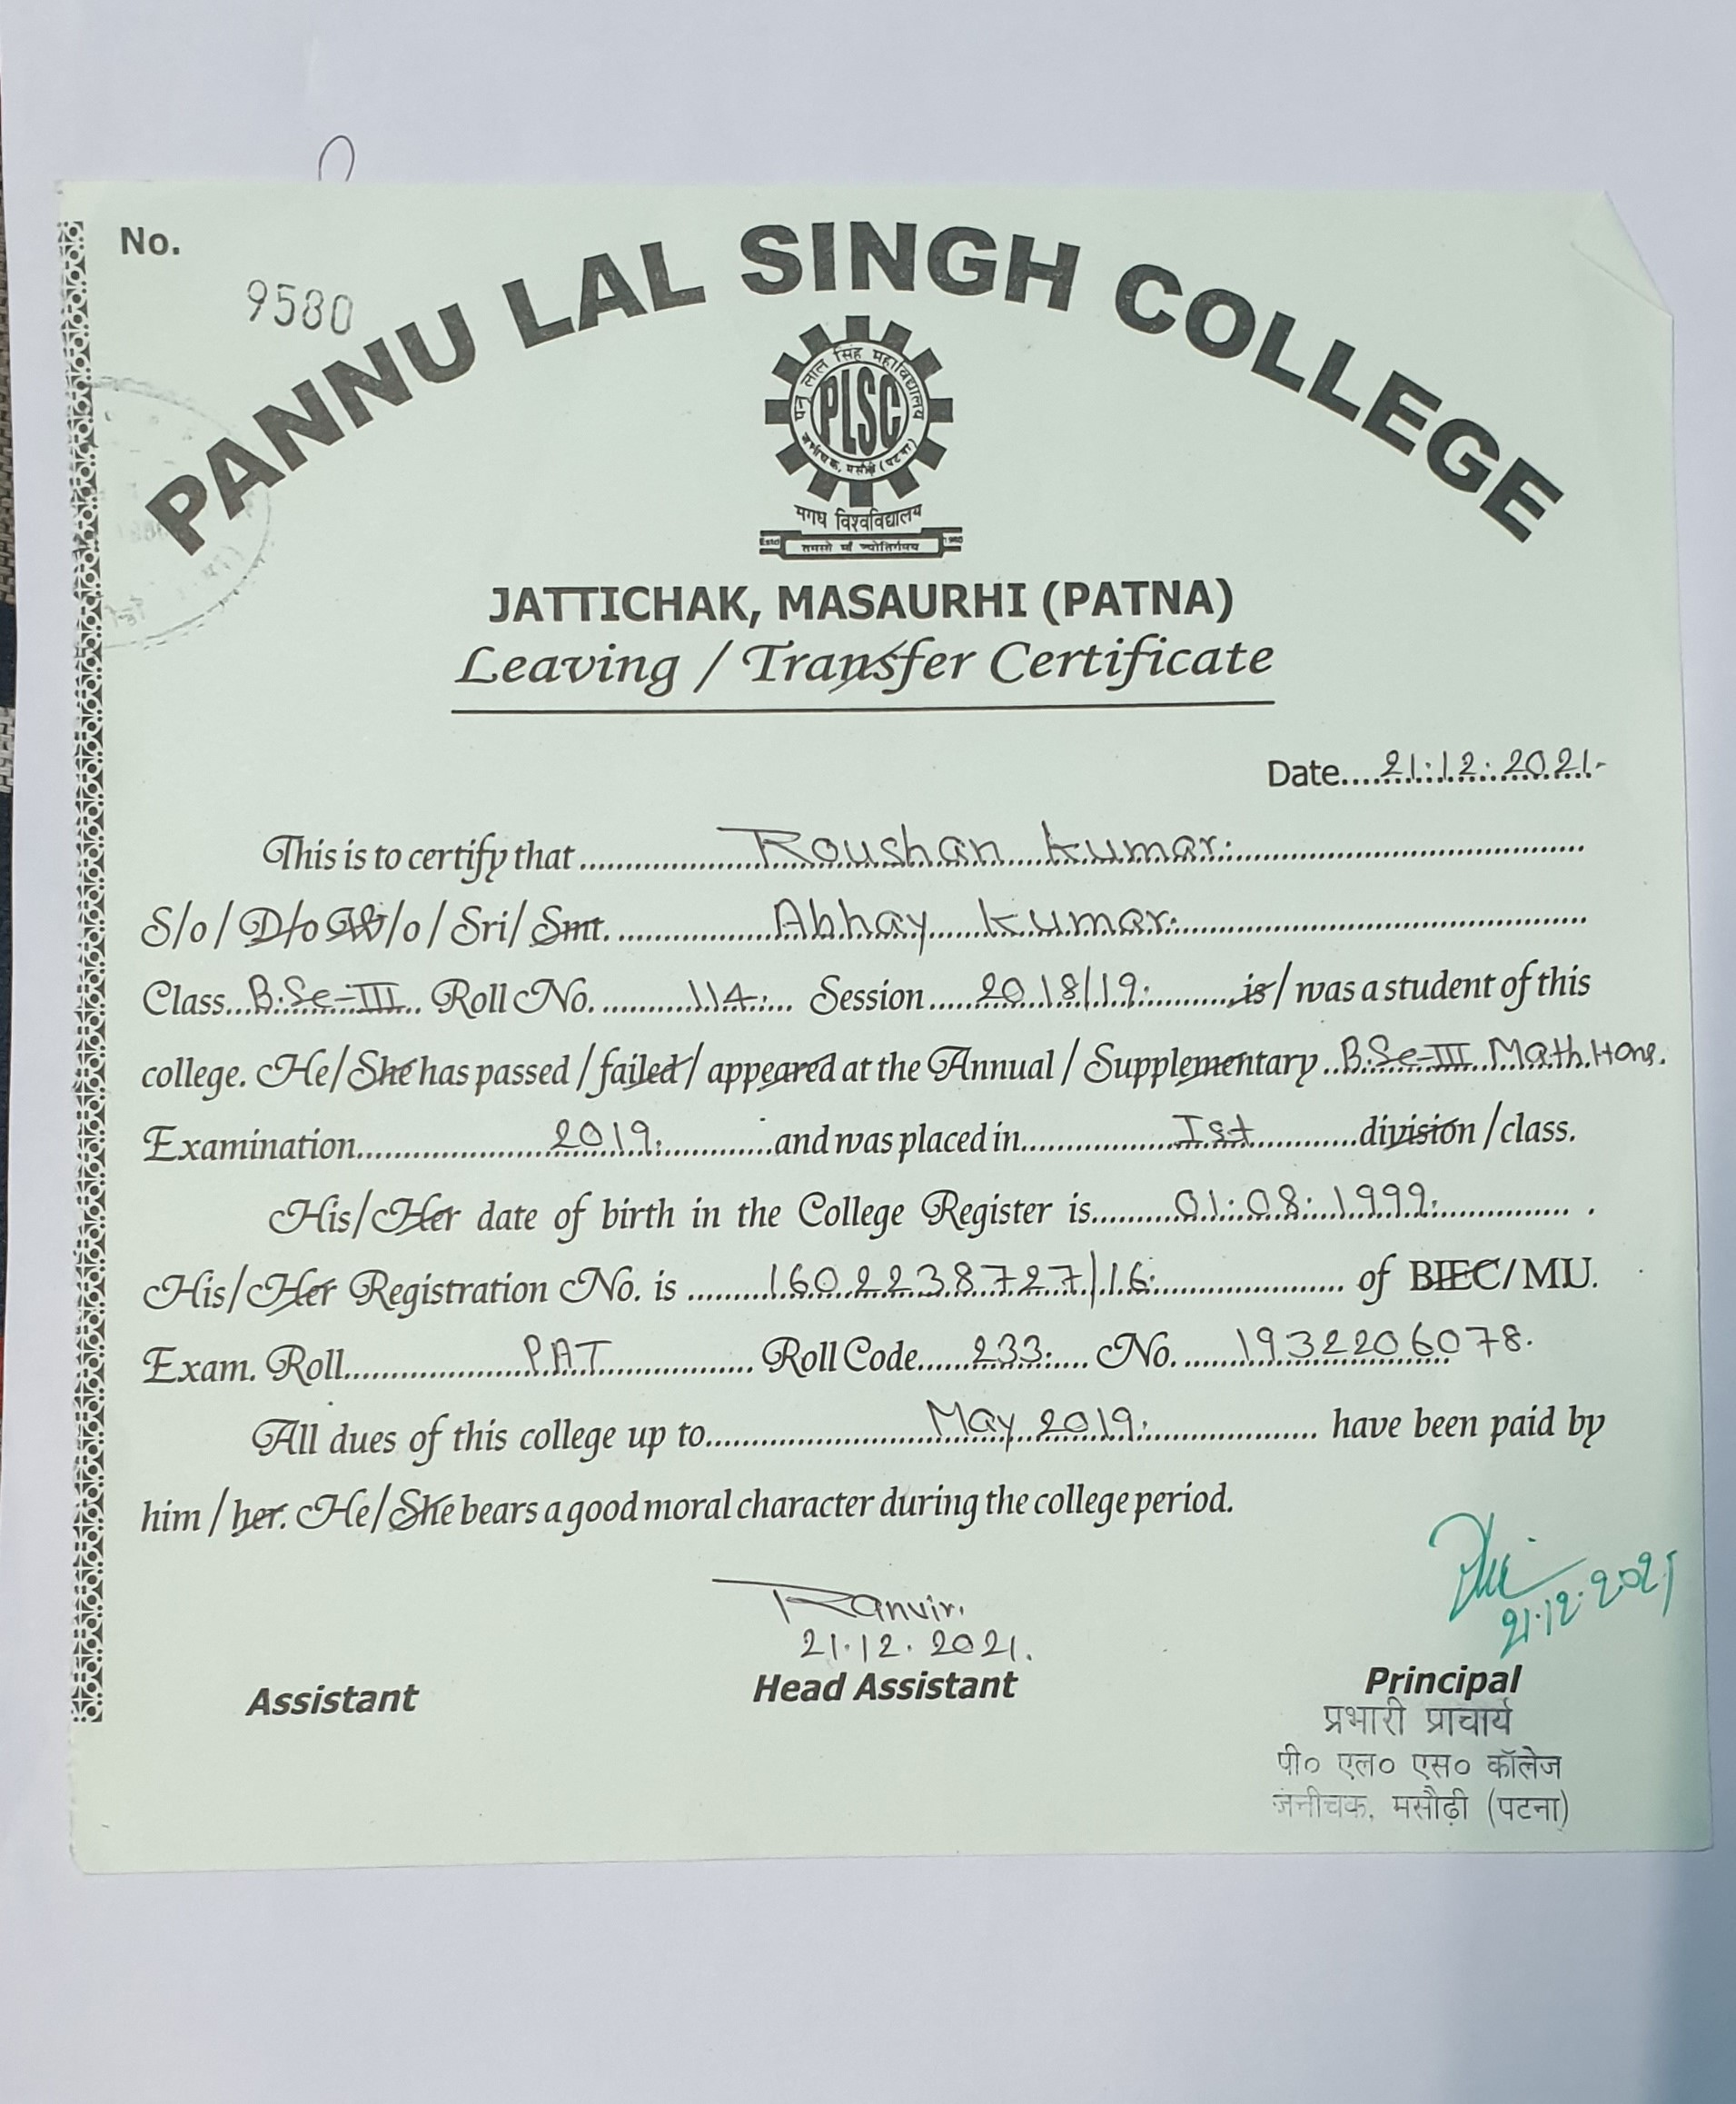 No.
9580
PANNU LAL SINGH COLLEGE
पन्नु लाल सिंह महाविद्यालय
PLSC
मगध विश्वविद्यालय
Estd तमसो माँ ज्योतिर्गमय
JATTICHAK, MASAURHI (PATNA)
Leaving / Transfer Certificate
Date....21.12.2021.
This is to certify that Roushan Kumar.
S/o / D/o W/o / Sri/ Smt. Abhay Kumar.
Class B.Sc-III Roll No. 114. Session 2018/19. is/ was a student of this
college. He/She has passed / failed/ appeared at the Annual / Supplementary B.Sc-III Math.Hons.
Examination 2019. and was placed in Ist division /class.
His/Her date of birth in the College Register is 01.08.1999.
His/Her Registration No. is 1602238727/16. of BIEC/MU.
Exam. Roll PAT Roll Code 233. No. 1932206078.
All dues of this college up to May 2019. have been paid by
him / her. He/She bears a good moral character during the college period.
Ranvir.
21.12.2021.
21.12.2021
Assistant Head Assistant Principal
प्रभारी प्राचार्य
पी० एल० एस० कॉलेज
जत्तीचक, मसौढ़ी (पटना)